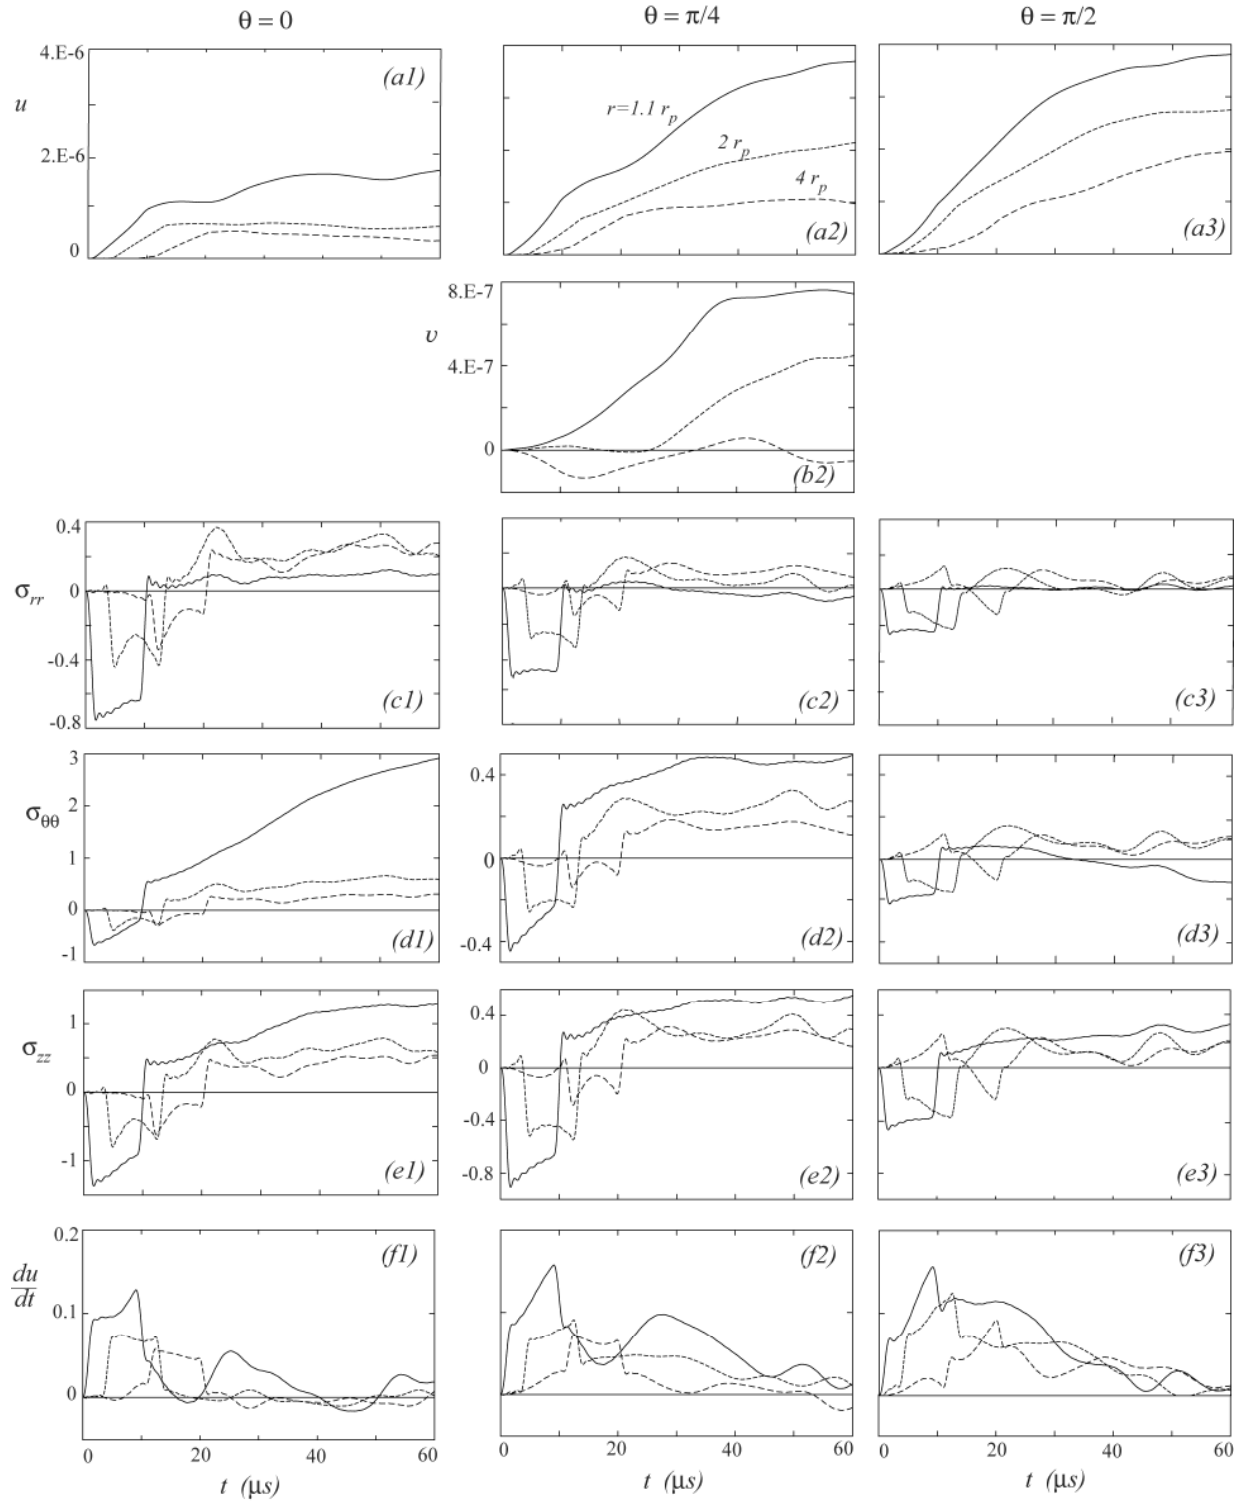 θ = 0 θ = π/4 θ = π/2
4.E-6
(a1)
u
r=1.1 r_p
2 r_p
2.E-6
4 r_p
0
(a2) (a3)
8.E-7
v
4.E-7
0
(b2)
0.4
σ_rr 0
-0.4
(c1) (c2) (c3)
-0.8
3
0.4
2
σ_θθ
1
0 0
-0.4
(d1) (d2) (d3)
-1
1 0.4
σ_zz
0 0
-0.4
-1 -0.8
(e1) (e2) (e3)
0.2
(f1) (f2) (f3)
du
dt
0.1
0
0 20 40 60 0 20 40 60 0 20 40 60
t (μs) t (μs) t (μs)